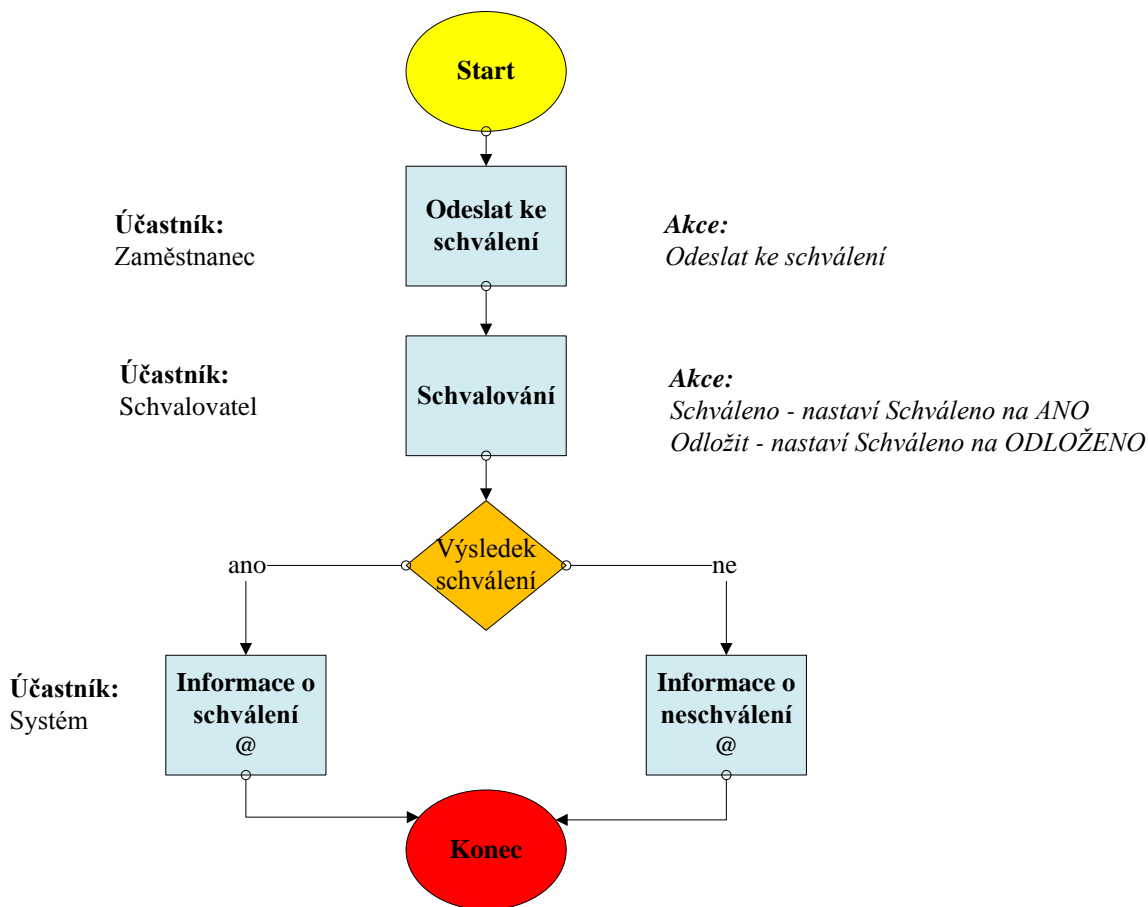 Start
Účastník:
Zaměstnanec
Odeslat ke
schválení
Akce:
Odeslat ke schválení
Účastník:
Schvalovatel
Schvalování
Akce:
Schváleno - nastaví Schváleno na ANO
Odložit - nastaví Schváleno na ODLOŽENO
Výsledek
schválení
ano
ne
Účastník:
Systém
Informace o
schválení
@
Informace o
neschválení
@
Konec